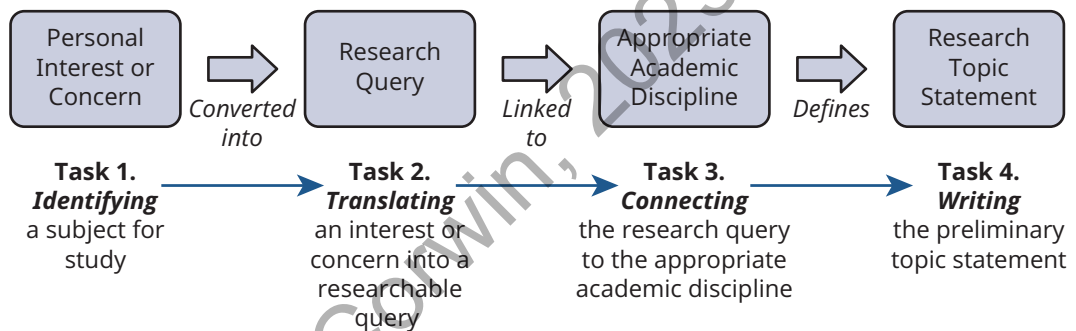 Personal
Interest or
Concern
Converted
into
Research
Query
Linked
to
Appropriate
Academic
Discipline
Defines
Research
Topic
Statement
Task 1.
Identifying
a subject for
study
Task 2.
Translating
an interest or
concern into a
researchable
query
Task 3.
Connecting
the research query
to the appropriate
academic discipline
Task 4.
Writing
the preliminary
topic statement
Corwin, 202